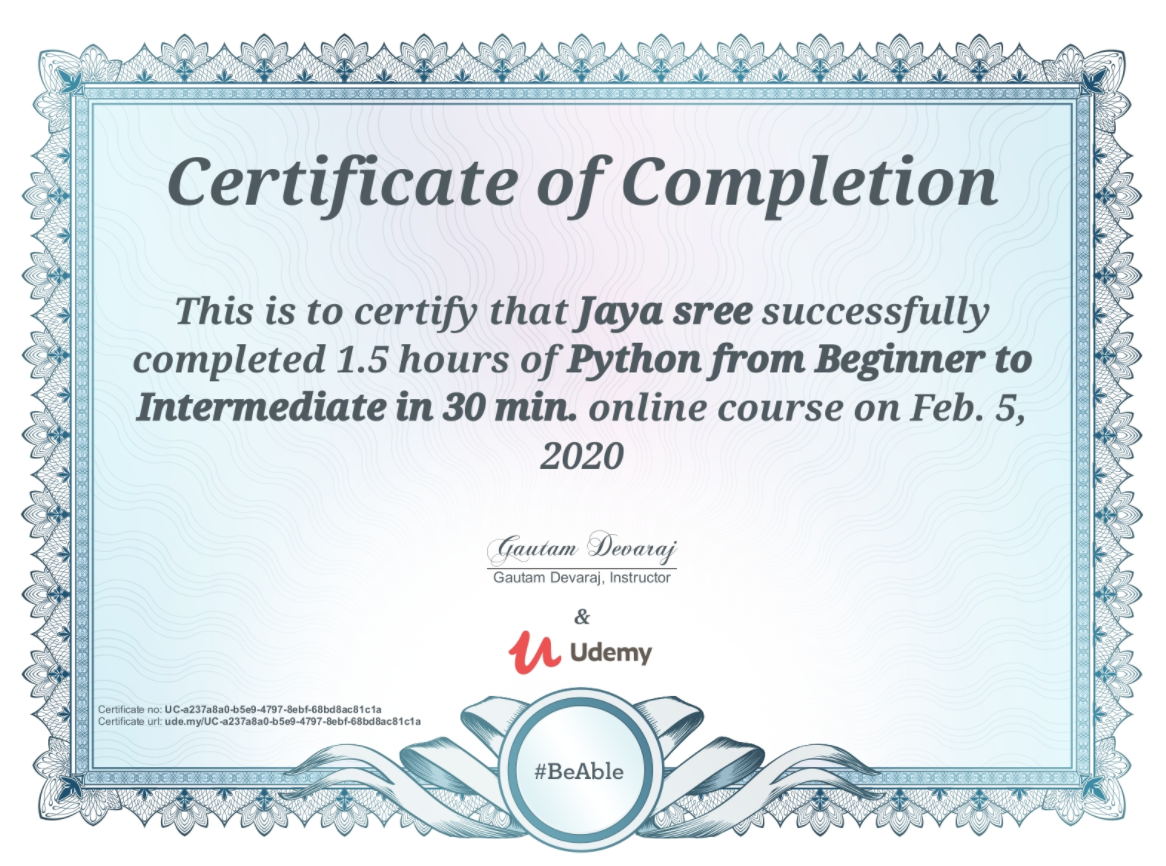 Certificate of Completion
This is to certify that Jaya sree successfully
completed 1.5 hours of Python from Beginner to
Intermediate in 30 min. online course on Feb. 5,
2020
Gautam Devaraj
Gautam Devaraj, Instructor
&
Udemy
Certificate no: UC-a237a8a0-b5e9-4797-8ebf-68bd8ac81c1a
Certificate url: ude.my/UC-a237a8a0-b5e9-4797-8ebf-68bd8ac81c1a
#BeAble